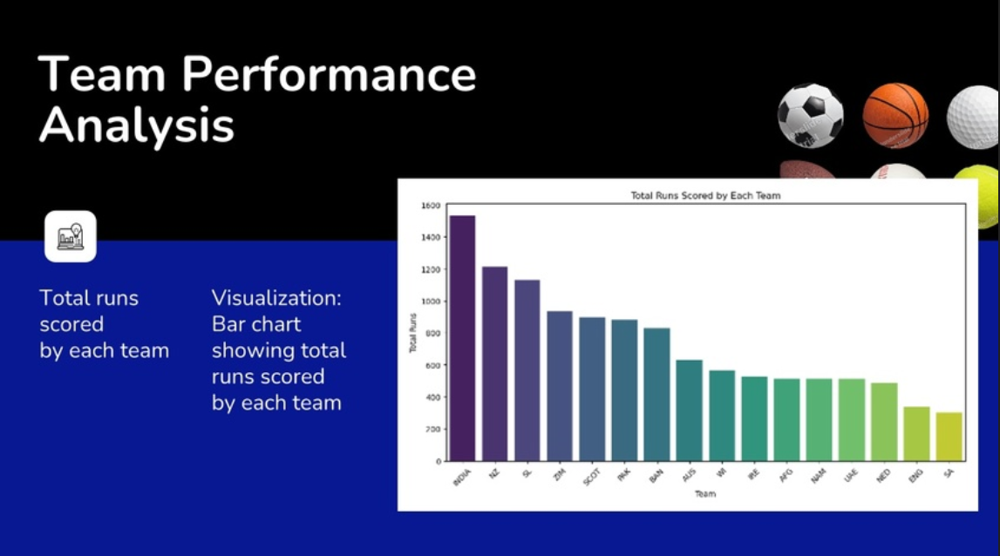 Team Performance
Analysis
Total runs
scored
by each team
Visualization:
Bar chart
showing total
runs scored
by each team
Total Runs Scored by Each Team
Total Runs
1600
1400
1200
1000
800
600
400
200
0
INDIA
NZ
SL
ZIM
SCOT
PAK
BAN
AUS
WI
IRE
AFG
NAM
UAE
NED
ENG
SA
Team